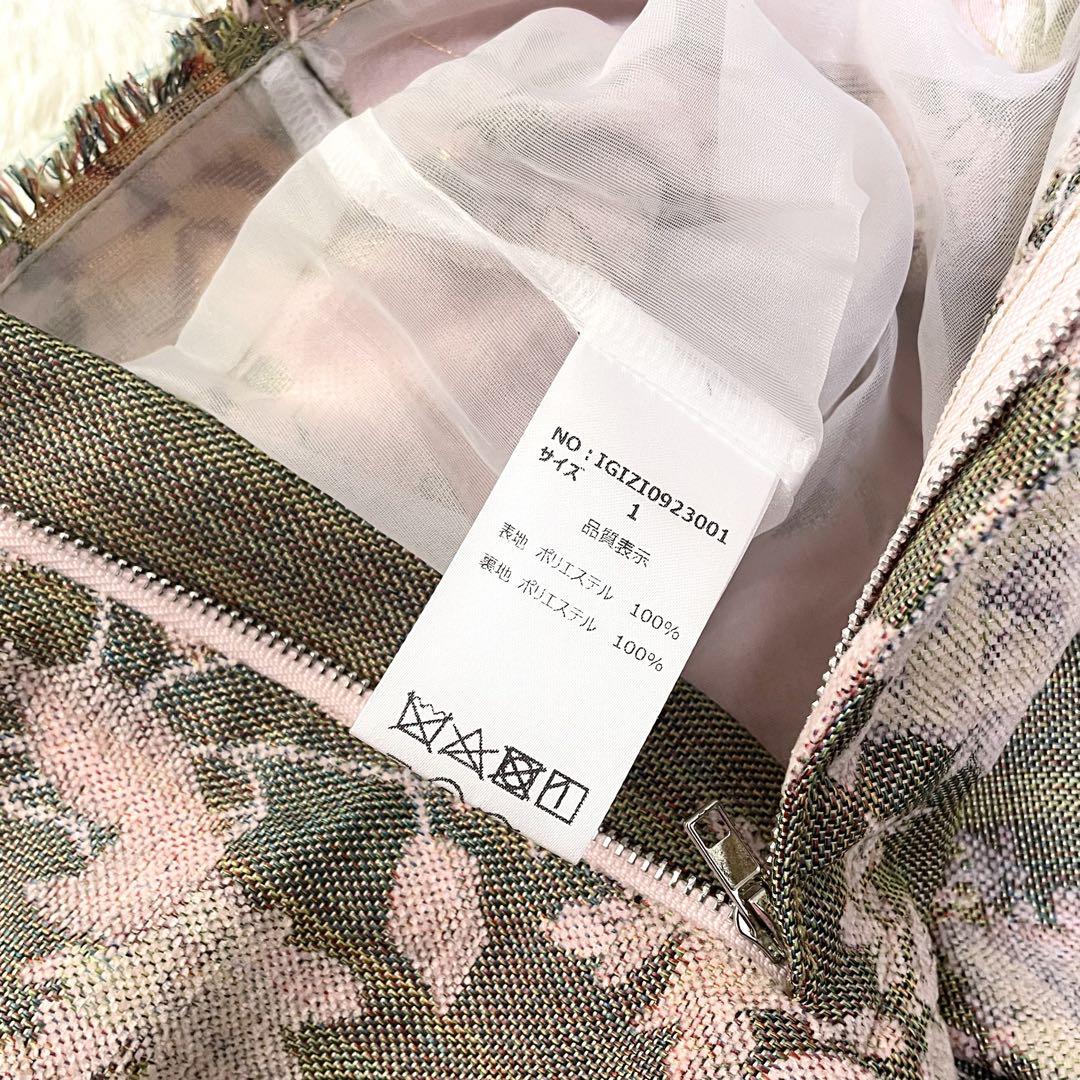 NO：IGIZI0923001
サイズ
1
品質表示
表地 ポリエステル 100%
裏地 ポリエステル 100%